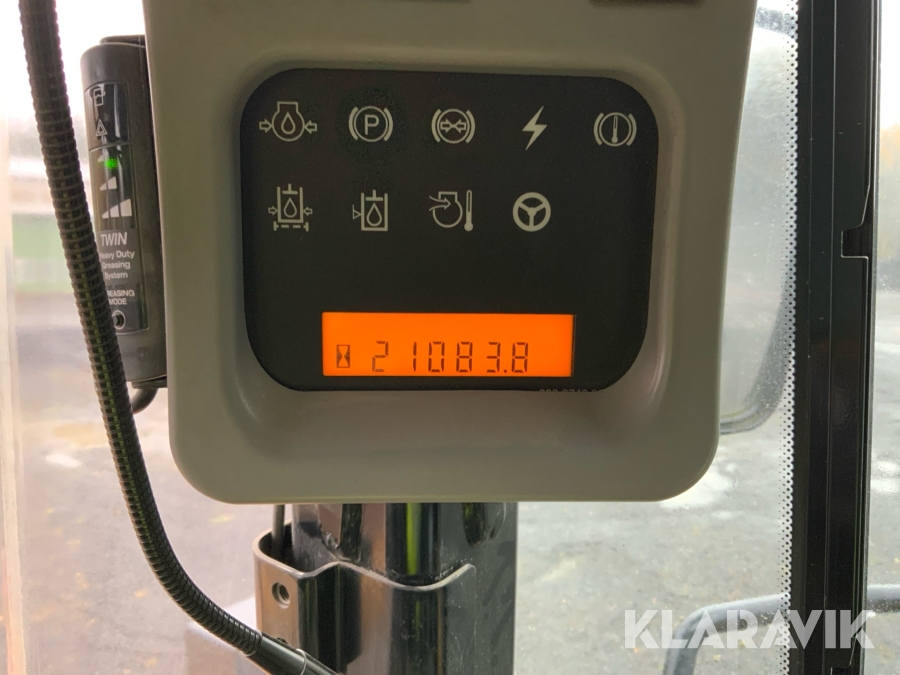 P
TWIN
Heavy Duty
Greasing
System
GREASING
MODE
21083.8
KLARAVIK